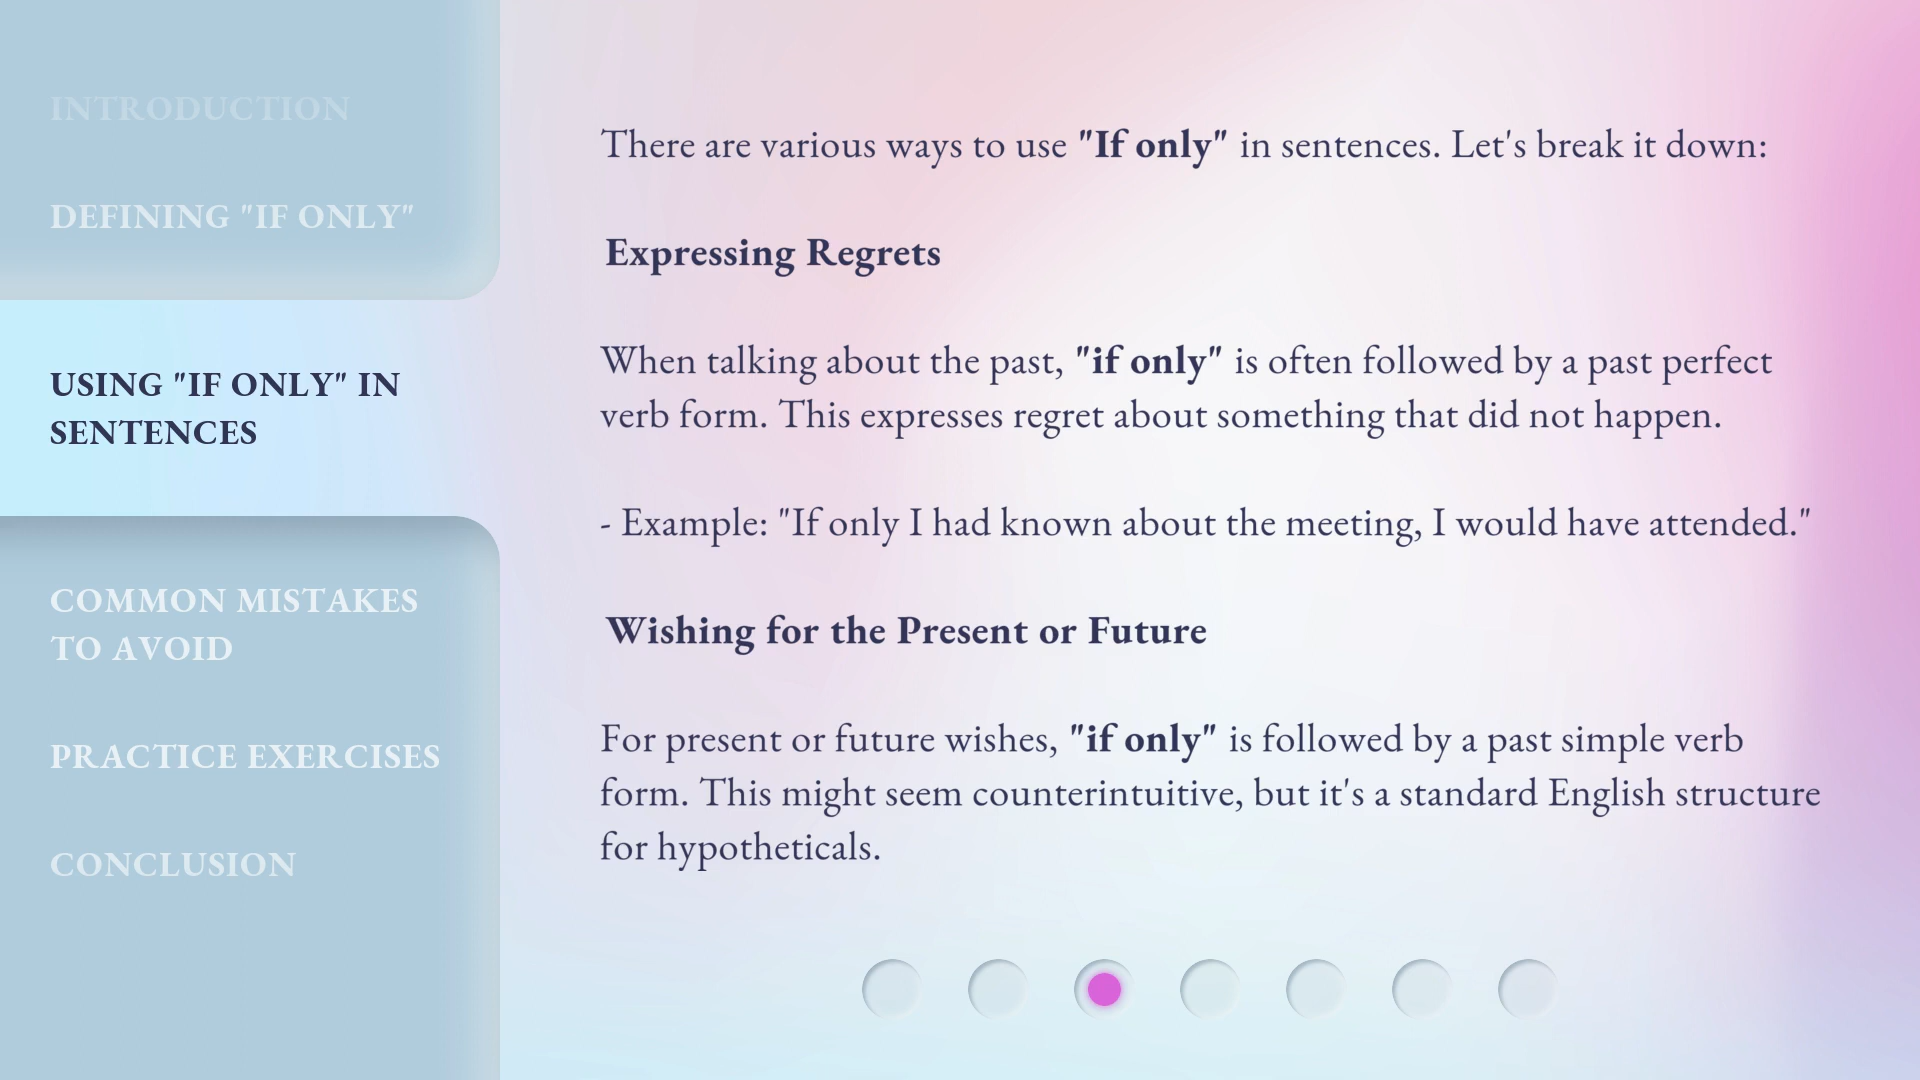 INTRODUCTION
DEFINING "IF ONLY"
USING "IF ONLY" IN
SENTENCES
COMMON MISTAKES
TO AVOID
PRACTICE EXERCISES
CONCLUSION
There are various ways to use "If only" in sentences. Let's break it down:
Expressing Regrets
When talking about the past, "if only" is often followed by a past perfect
verb form. This expresses regret about something that did not happen.
- Example: "If only I had known about the meeting, I would have attended."
Wishing for the Present or Future
For present or future wishes, "if only" is followed by a past simple verb
form. This might seem counterintuitive, but it's a standard English structure
for hypotheticals.